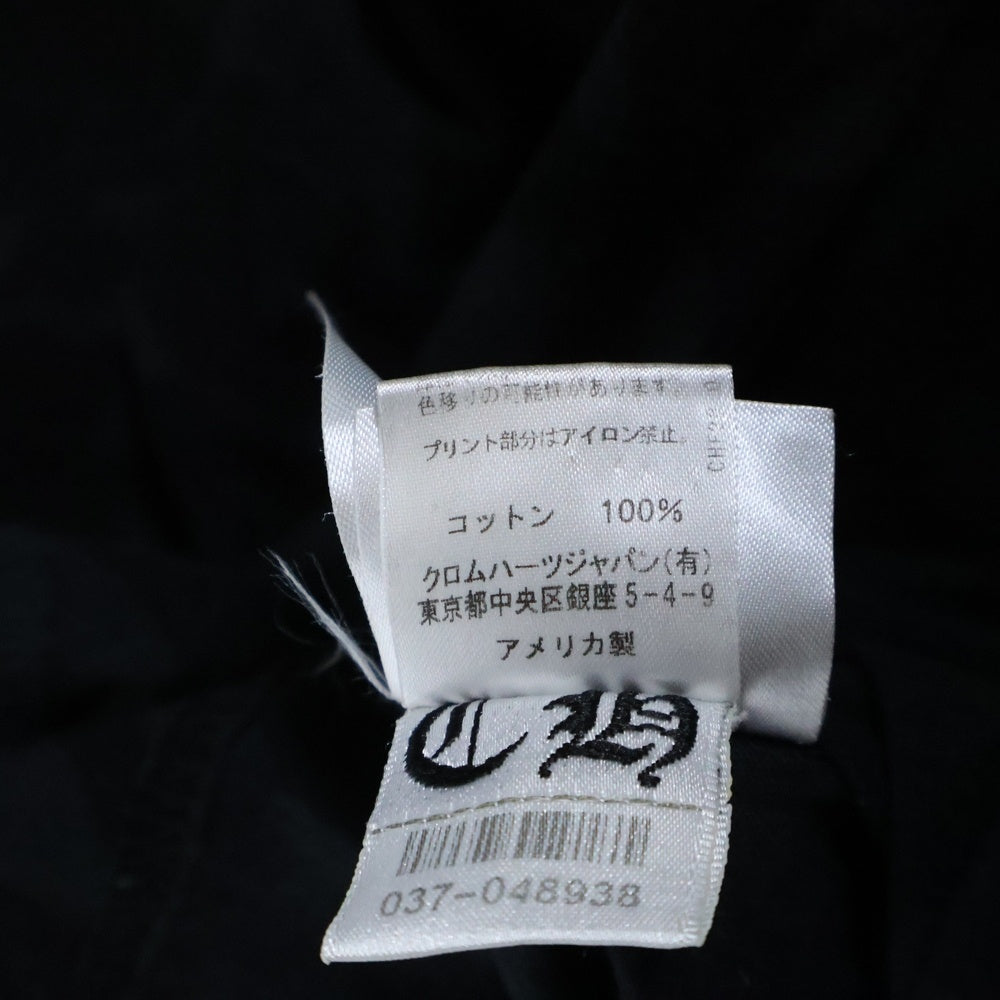 色移りの可能性があります。
プリント部分はアイロン禁止。
コットン 100%
クロムハーツジャパン(有)
東京都中央区銀座5-4-9
アメリカ製
CH
037-048938